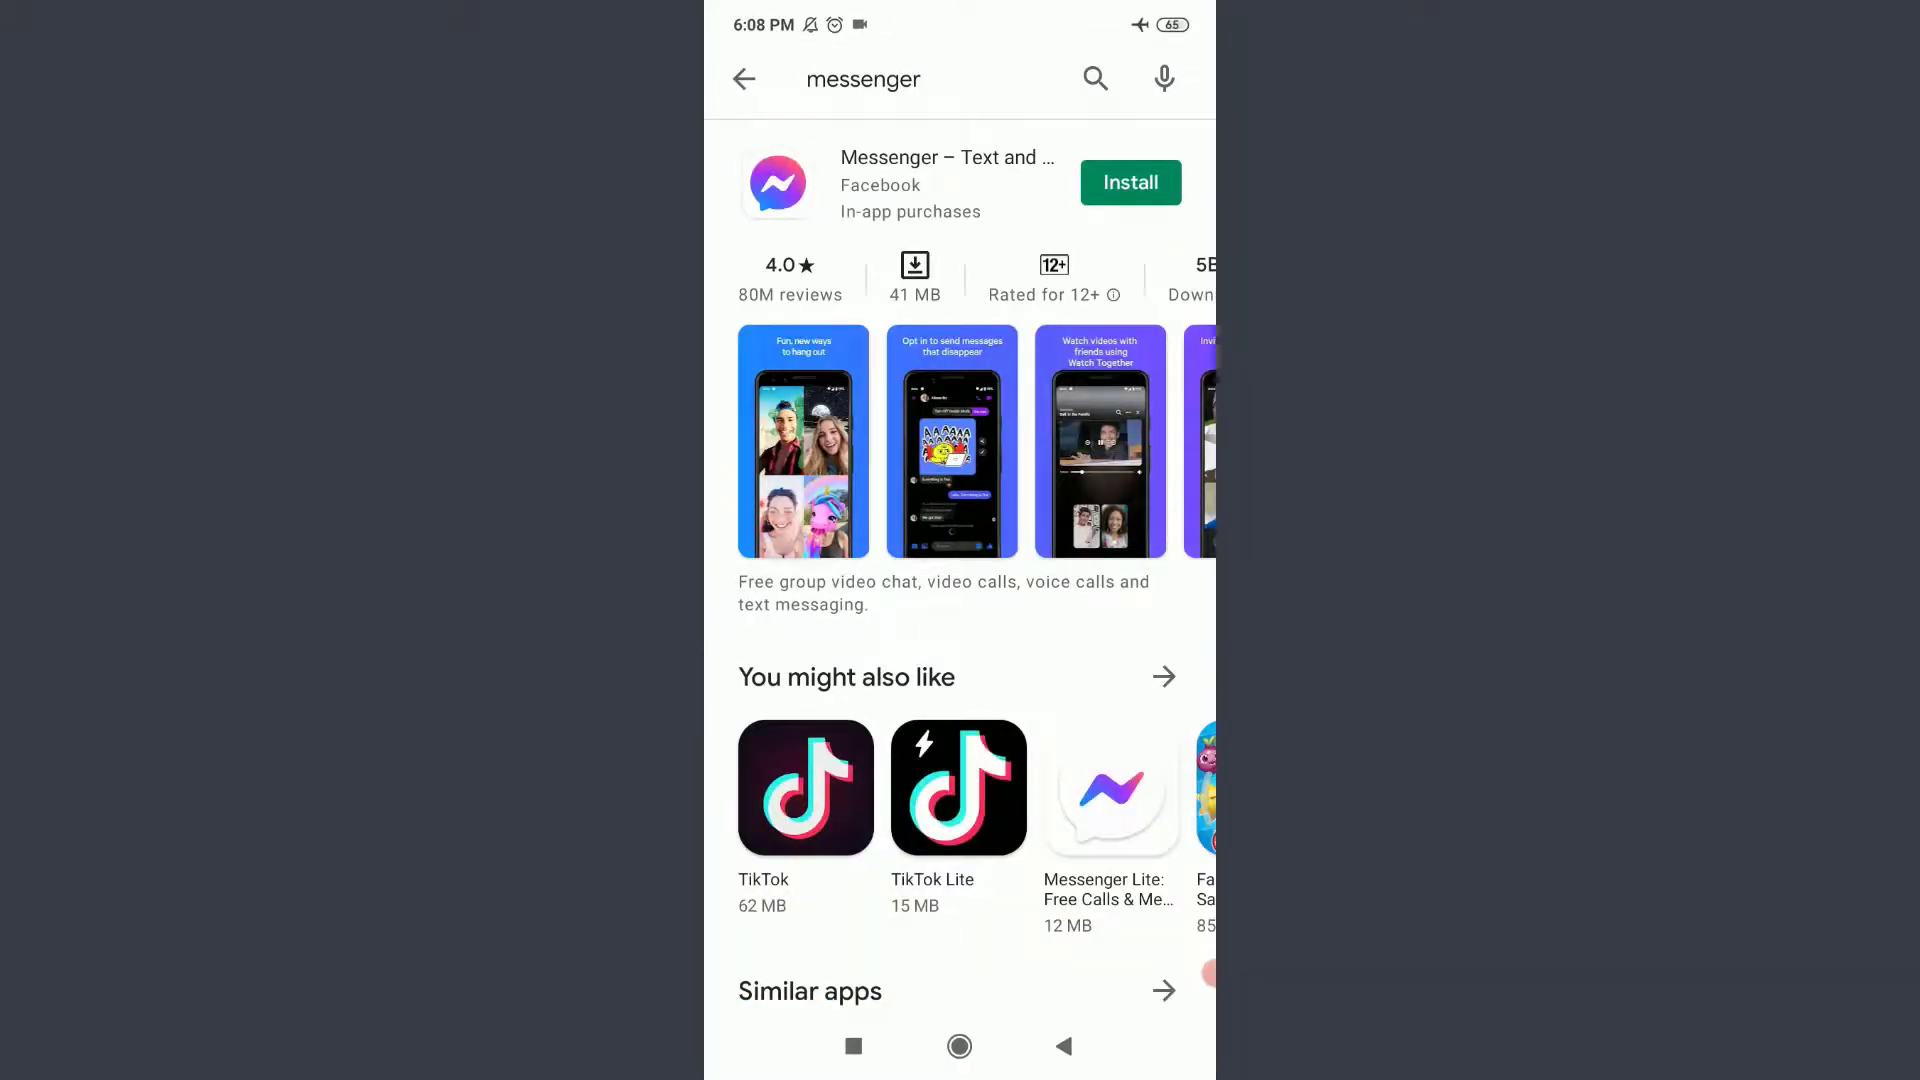 6:08 PM
65
messenger
Messenger – Text and ...
Facebook
In-app purchases
Install
4.0★
80M reviews
41 MB
12+
Rated for 12+
5B
Down
Fun, new ways
to hang out
Opt in to send messages
that disappear
Watch videos with
friends using
Watch Together
Invi
Free group video chat, video calls, voice calls and
text messaging.
You might also like
TikTok
62 MB
TikTok Lite
15 MB
Messenger Lite:
Free Calls & Me...
12 MB
Fa
Sa
85
Similar apps